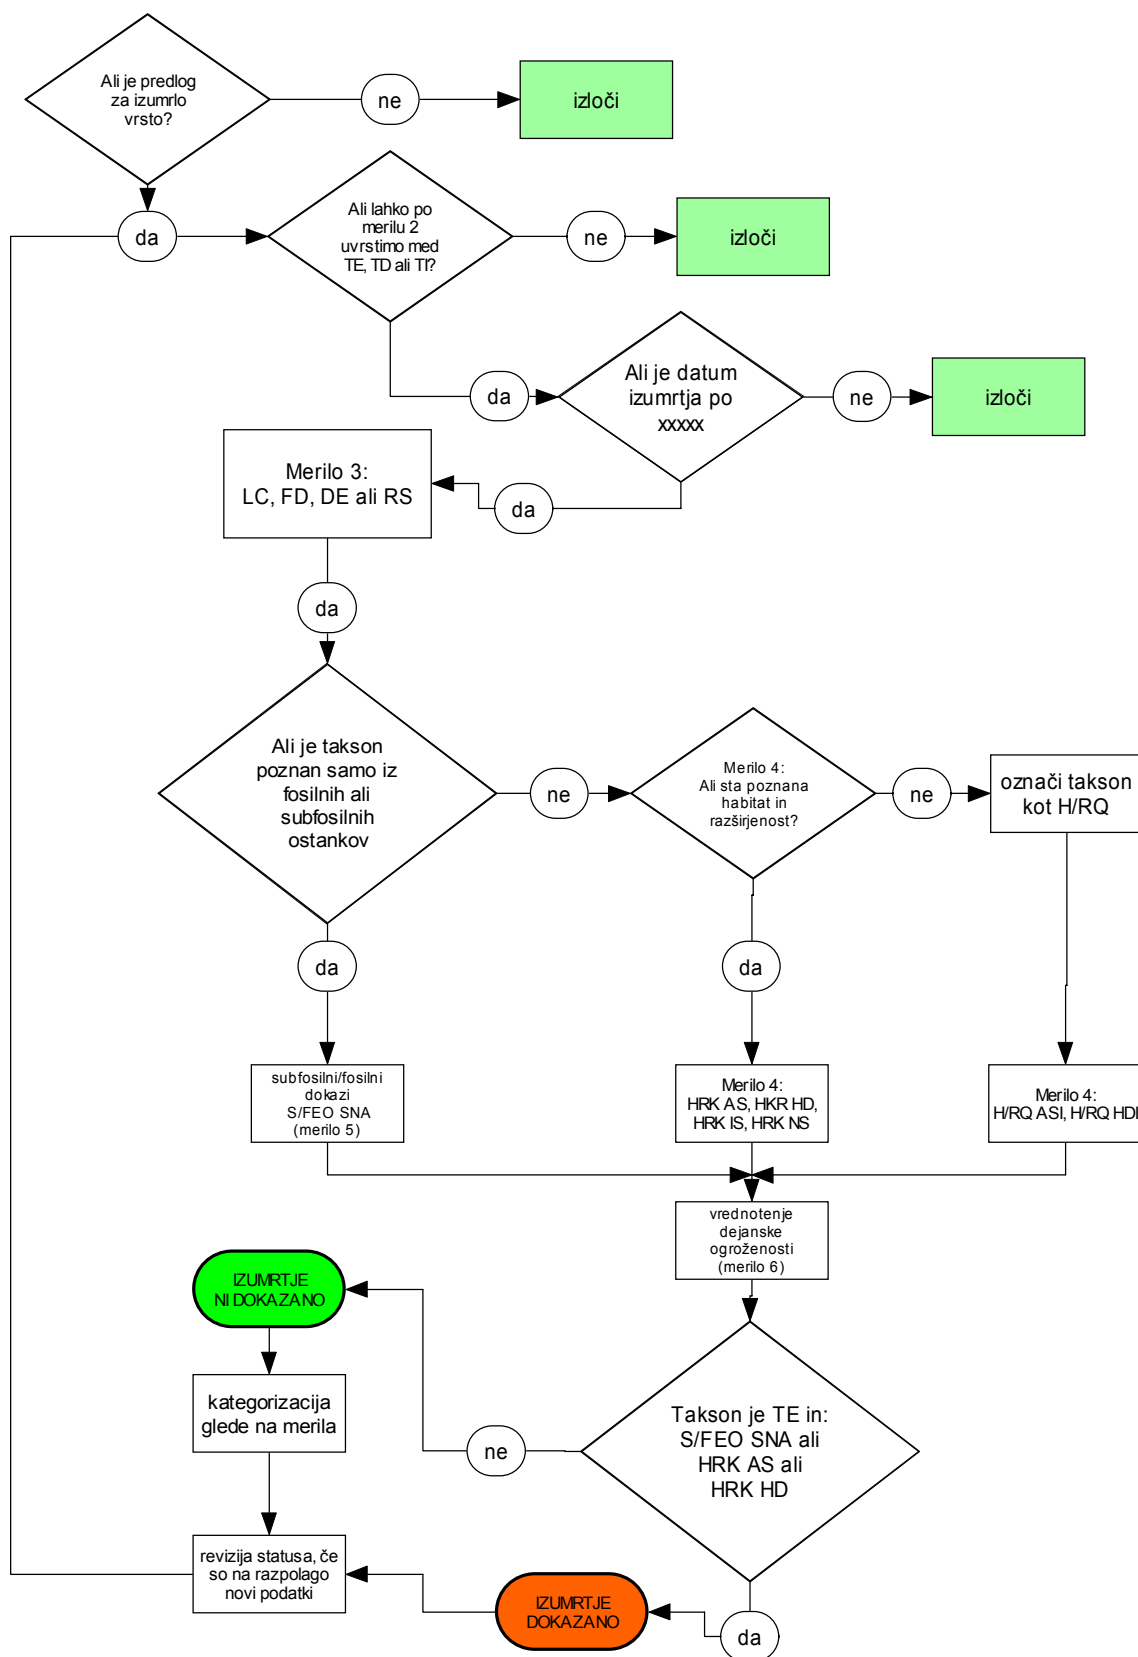 Ali je predlog
za izumrlo
vrsto?
ne
izloči
da
Ali lahko po
merilu 2
uvrstimo med
TE, TD ali TI?
ne
izloči
da
Ali je datum
izumrtja po
xxxxx
ne
izloči
da
Merilo 3:
LC, FD, DE ali RS
da
Ali je takson
poznan samo iz
fosilnih ali
subfosilnih
ostankov
ne
Merilo 4:
Ali sta poznana
habitat in
razširjenost?
ne
označi takson
kot H/RQ
da
da
subfosilni/fosilni
dokazi
S/FEO SNA
(merilo 5)
Merilo 4:
HRK AS, HKR HD,
HRK IS, HRK NS
Merilo 4:
H/RQ ASI, H/RQ HDI
vrednotenje
dejanske
ogroženosti
(merilo 6)
IZUMRTJE
NI DOKAZANO
kategorizacija
glede na merila
ne
Takson je TE in:
S/FEO SNA ali
HRK AS ali
HRK HD
revizija statusa, če
so na razpolago
novi podatki
IZUMRTJE
DOKAZANO
da